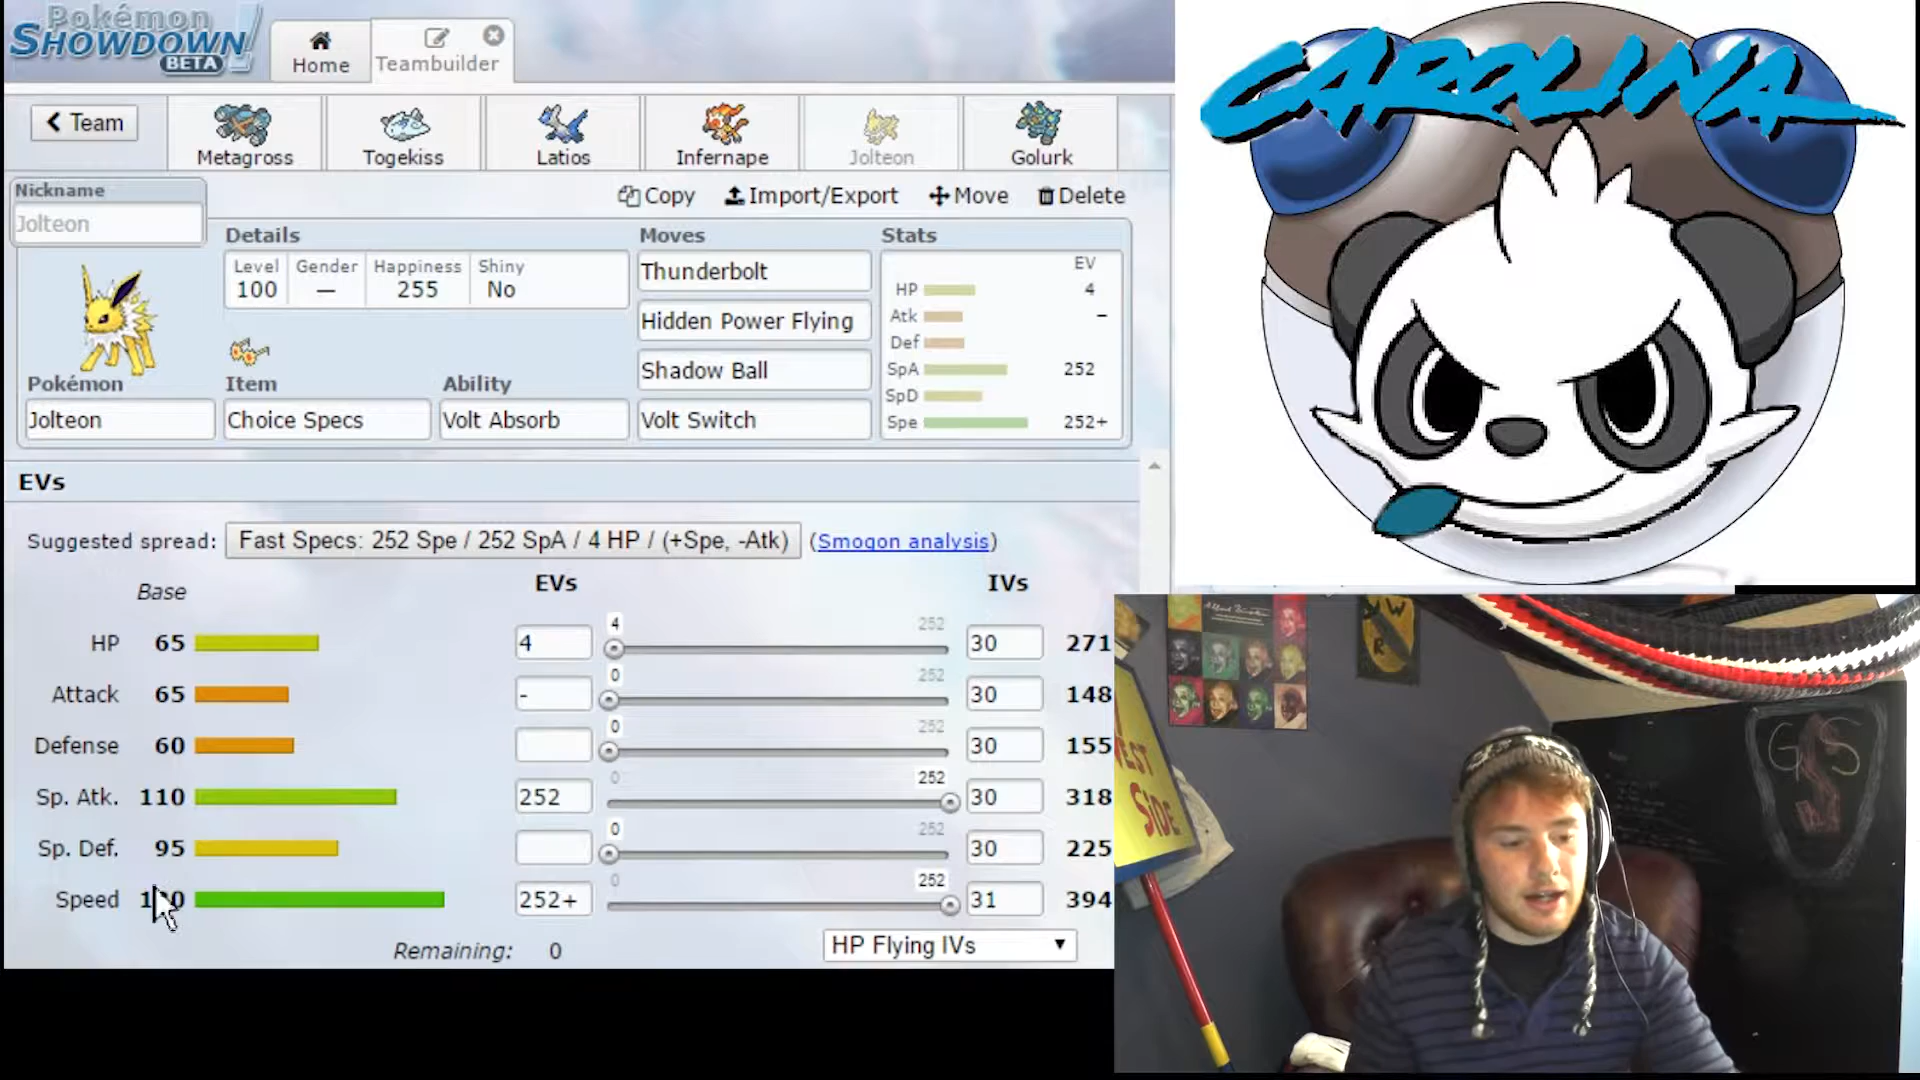 Pokémon
SHOWDOWN!
BETA
Home
Teambuilder
Team
Metagross
Togekiss
Latios
Infernape
Jolteon
Golurk
Nickname
Jolteon
Copy
Import/Export
Move
Delete
Details
Level
100
Gender
—
Happiness
255
Shiny
No
Pokémon
Jolteon
Item
Choice Specs
Ability
Volt Absorb
Moves
Thunderbolt
Hidden Power Flying
Shadow Ball
Volt Switch
Stats
EV
HP 4
Atk -
Def
SpA 252
SpD
Spe 252+
EVs
Suggested spread: Fast Specs: 252 Spe / 252 SpA / 4 HP / (+Spe, -Atk) (Smogon analysis)
Base EVs IVs
HP 65 4 4 252 30 271
Attack 65 - 0 252 30 148
Defense 60 0 252 30 155
Sp. Atk. 110 252 0 252 30 318
Sp. Def. 95 0 252 30 225
Speed 252+ 0 252 31 394
Remaining: 0
HP Flying IVs
CAROLINA
WEST
SIDE
W
R
G S